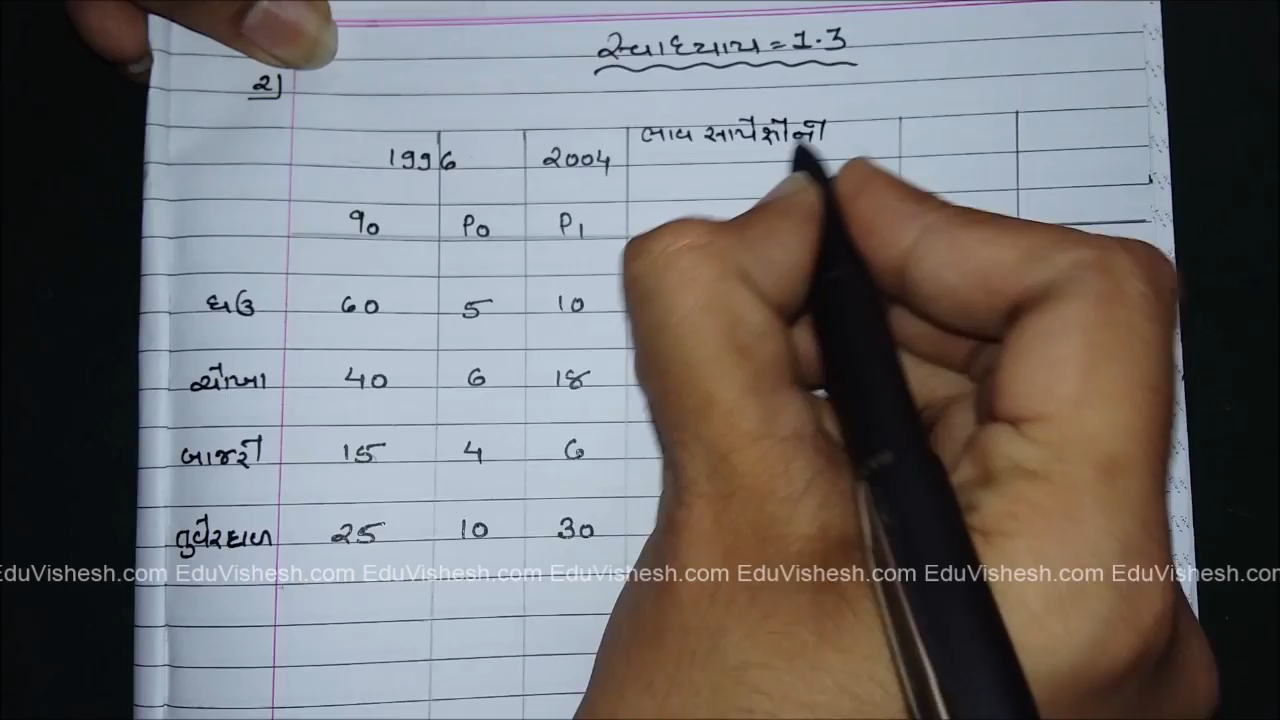 સ્વાધ્યાય = 1.3
૨)
1996 2004 ભાવ સાપેક્ષોની
q0 P0 P1
ઘઉં 60 5 10
ચોખા 40 6 18
બાજરી 15 4 6
તુવેરદાળ 25 10 30
EduVishesh.com EduVishesh.com EduVishesh.com EduVishesh.com EduVishesh.com EduVishesh.com EduVishesh.com